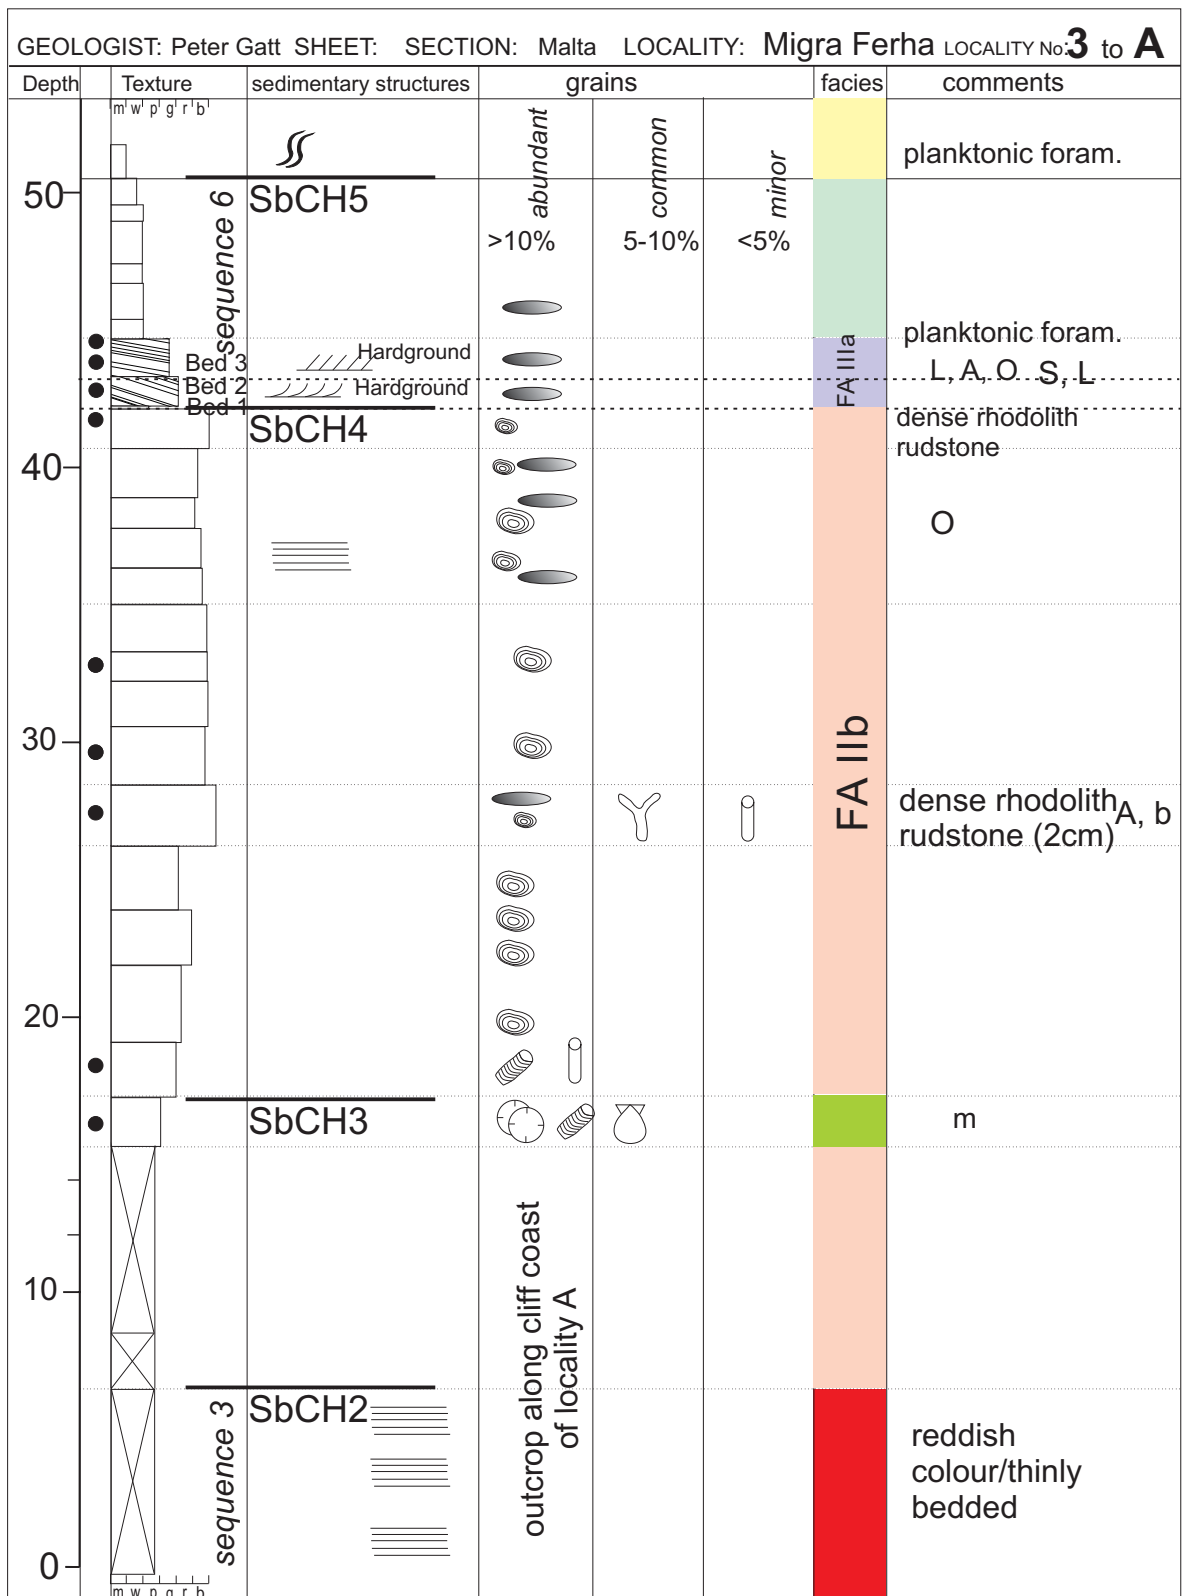 GEOLOGIST: Peter Gatt SHEET: SECTION: Malta LOCALITY: Migra Ferha LOCALITY No: 3 to A
Depth Texture sedimentary structures grains facies comments
m w p g r b
abundant common minor
>10% 5-10% <5%
planktonic foram.
50
SbCH5
sequence 6
planktonic foram.
Hardground
Bed 3
L, A, O S, L
FA IIIa
Bed 2
Hardground
Bed 1
SbCH4
dense rhodolith
rudstone
40
O
30
FA IIb
dense rhodolith A, b
rudstone (2cm)
20
SbCH3
m
10
outcrop along cliff coast
of locality A
SbCH2
sequence 3
reddish
colour/thinly
bedded
0
m w p g r b